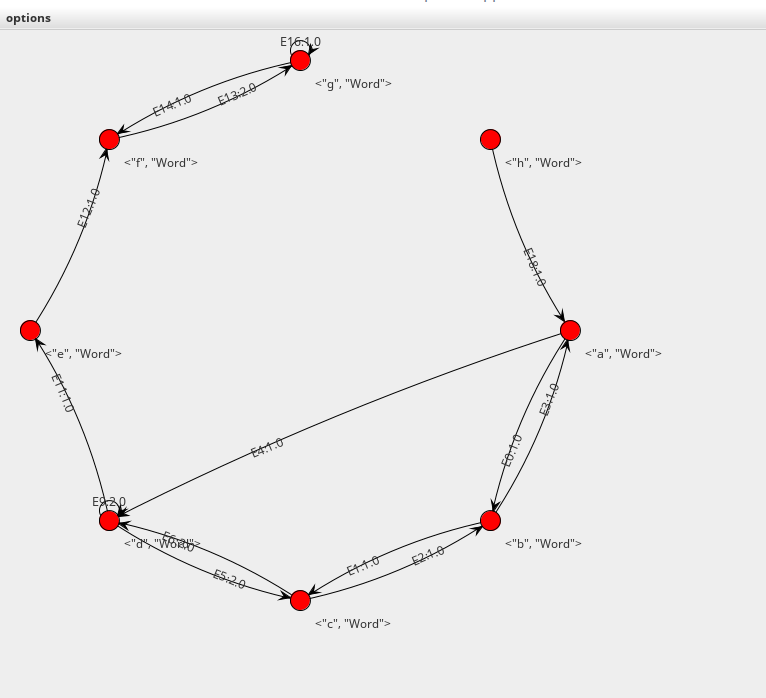 options
E16:1.0
<"g", "Word">
E14:1.0
E13:2.0
<"f", "Word">
<"h", "Word">
E12:1.0
E18:1.0
<"e", "Word">
<"a", "Word">
E11:1.0
E3:1.0
E4:1.0
E0:1.0
E9:2.0
<"d", "Word">
<"b", "Word">
E1:1.0
E2:1.0
E5:2.0
<"c", "Word">